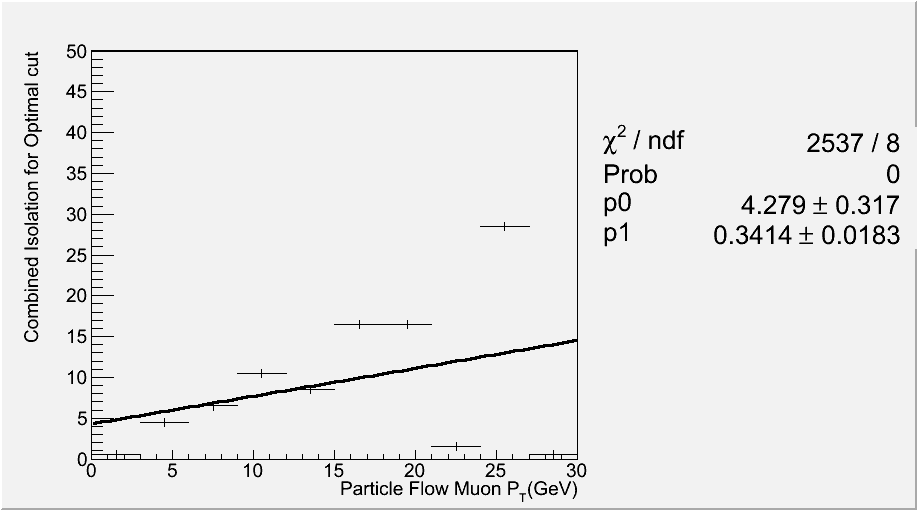 Combined Isolation for Optimal cut
50
45
40
35
30
25
20
15
10
5
0
0 5 10 15 20 25 30
Particle Flow Muon P_T(GeV)
χ² / ndf 2537 / 8
Prob 0
p0 4.279 ± 0.317
p1 0.3414 ± 0.0183